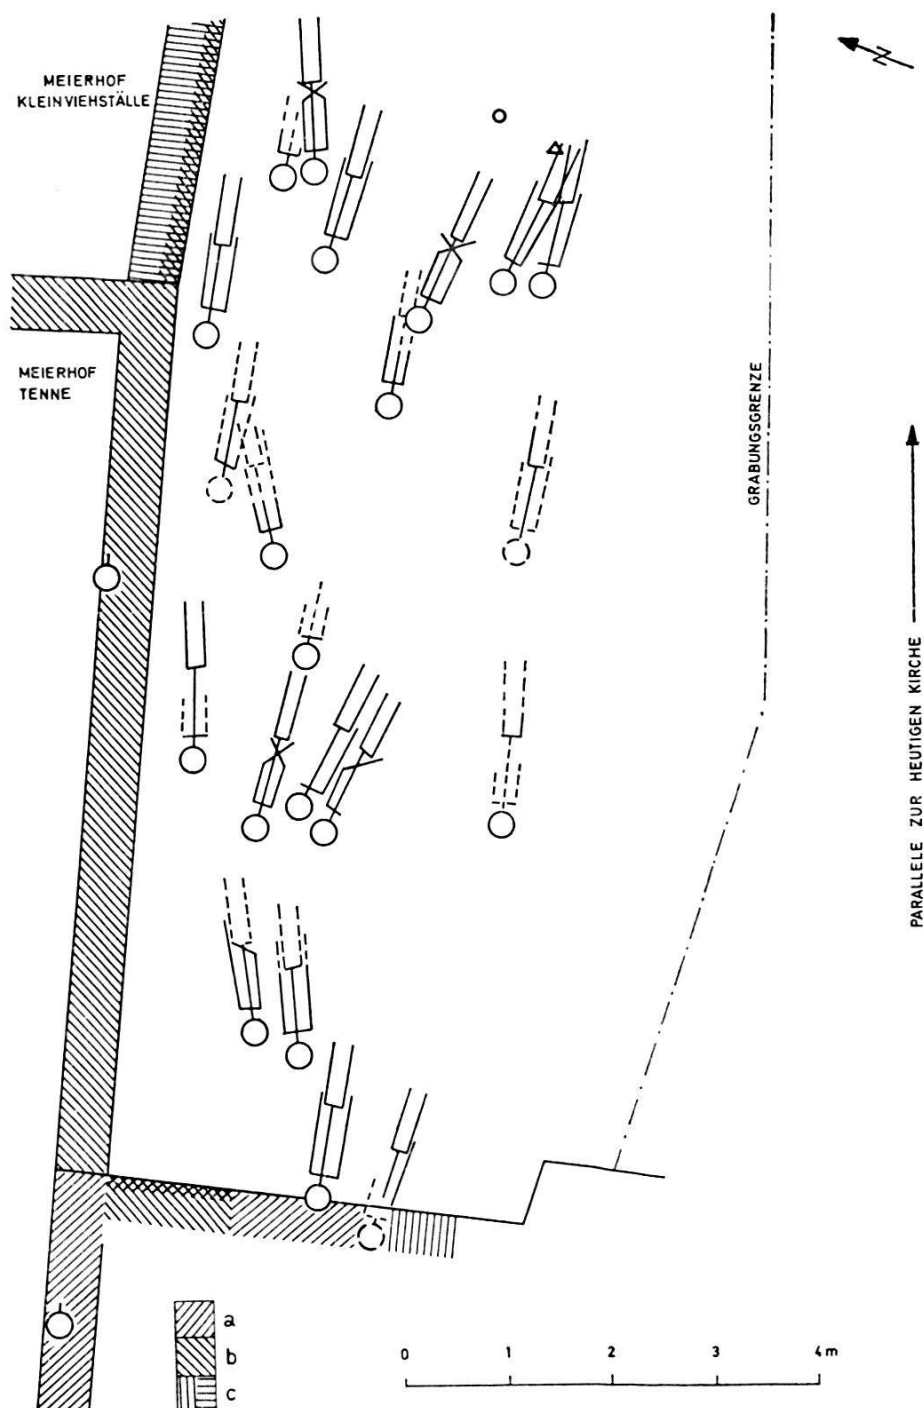 MEIERHOF
KLEINVIEHSTÄLLE
N
MEIERHOF
TENNE
GRABUNGSGRENZE
PARALLELE ZUR HEUTIGEN KIRCHE
a
b
c
0 1 2 3 4 m